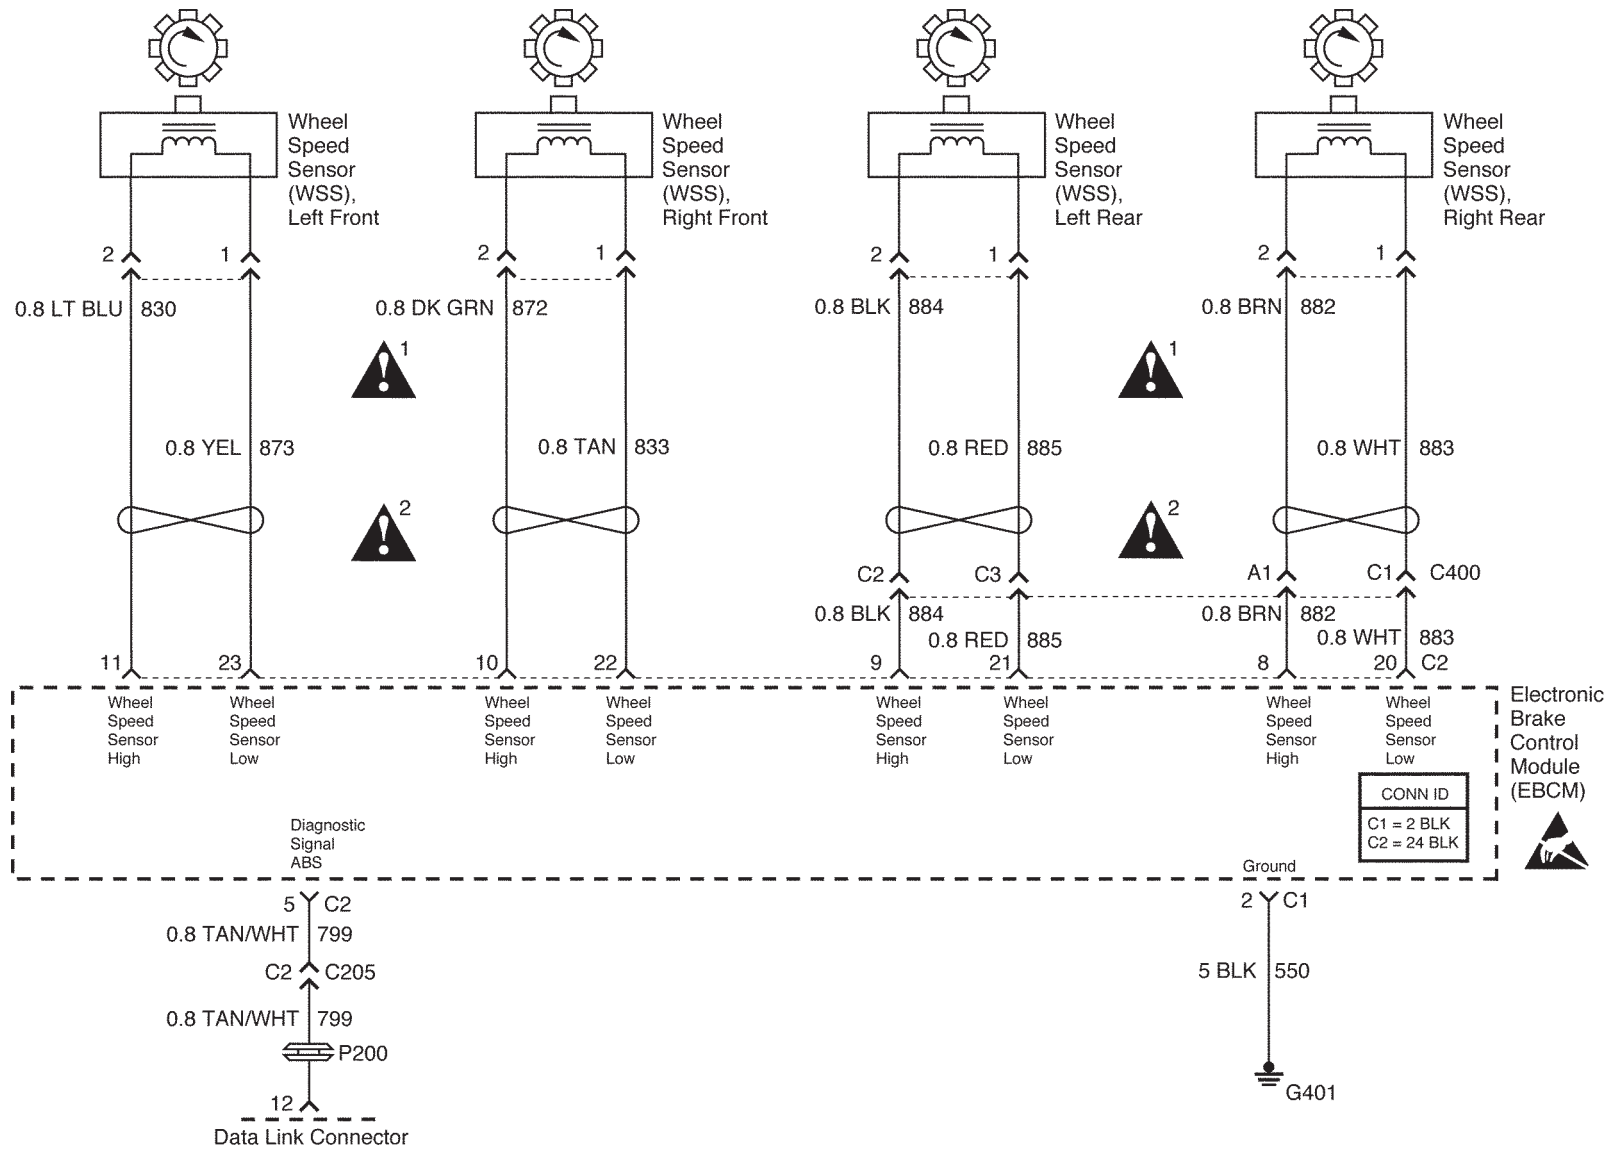 Wheel
Speed
Sensor
(WSS),
Left Front
Wheel
Speed
Sensor
(WSS),
Right Front
Wheel
Speed
Sensor
(WSS),
Left Rear
Wheel
Speed
Sensor
(WSS),
Right Rear
2 1 2 1 2 1 2 1
0.8 LT BLU 830 0.8 DK GRN 872 0.8 BLK 884 0.8 BRN 882
! 1 ! 1
0.8 YEL 873 0.8 TAN 833 0.8 RED 885 0.8 WHT 883
! 2 ! 2
C2 C3 A1 C1 C400
0.8 BLK 884 0.8 BRN 882
0.8 RED 885 0.8 WHT 883
11 23 10 22 9 21 8 20 C2
Wheel
Speed
Sensor
High
Wheel
Speed
Sensor
Low
Wheel
Speed
Sensor
High
Wheel
Speed
Sensor
Low
Wheel
Speed
Sensor
High
Wheel
Speed
Sensor
Low
Wheel
Speed
Sensor
High
Wheel
Speed
Sensor
Low
Electronic
Brake
Control
Module
(EBCM)
CONN ID
C1 = 2 BLK
C2 = 24 BLK
Diagnostic
Signal
ABS
Ground
5 C2
0.8 TAN/WHT 799
C2 C205
0.8 TAN/WHT 799
P200
12
Data Link Connector
2 C1
5 BLK 550
G401